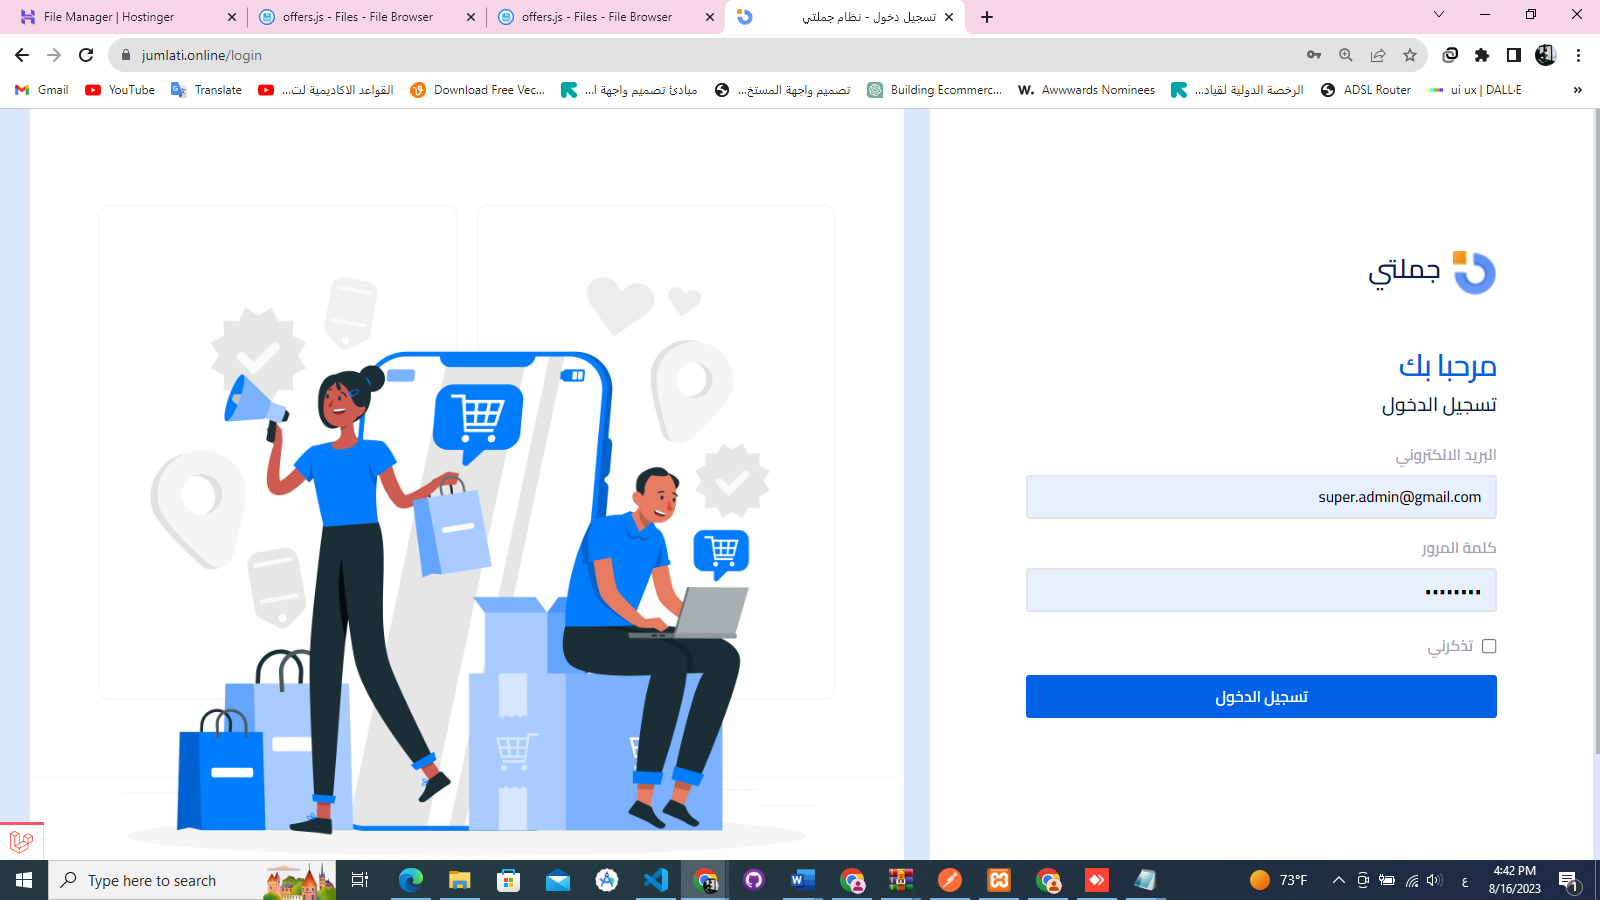 File Manager | Hostinger
offers.js - Files - File Browser
offers.js - Files - File Browser
تسجيل دخول - نظام جملتي
jumlati.online/login
Gmail
YouTube
Translate
القواعد الاكاديمية لت...
Download Free Vec...
مبادئ تصميم واجهة ا...
تصميم واجهة المستخ...
Building Ecommerc...
W. Awwwards Nominees
الرخصة الدولية لقياد...
ADSL Router
ui ux | DALL·E
»
جملتي
مرحبا بك
تسجيل الدخول
البريد الالكتروني
super.admin@gmail.com
كلمة المرور
••••••••
تذكرني
تسجيل الدخول
Type here to search
73°F
ع
4:42 PM
8/16/2023
1